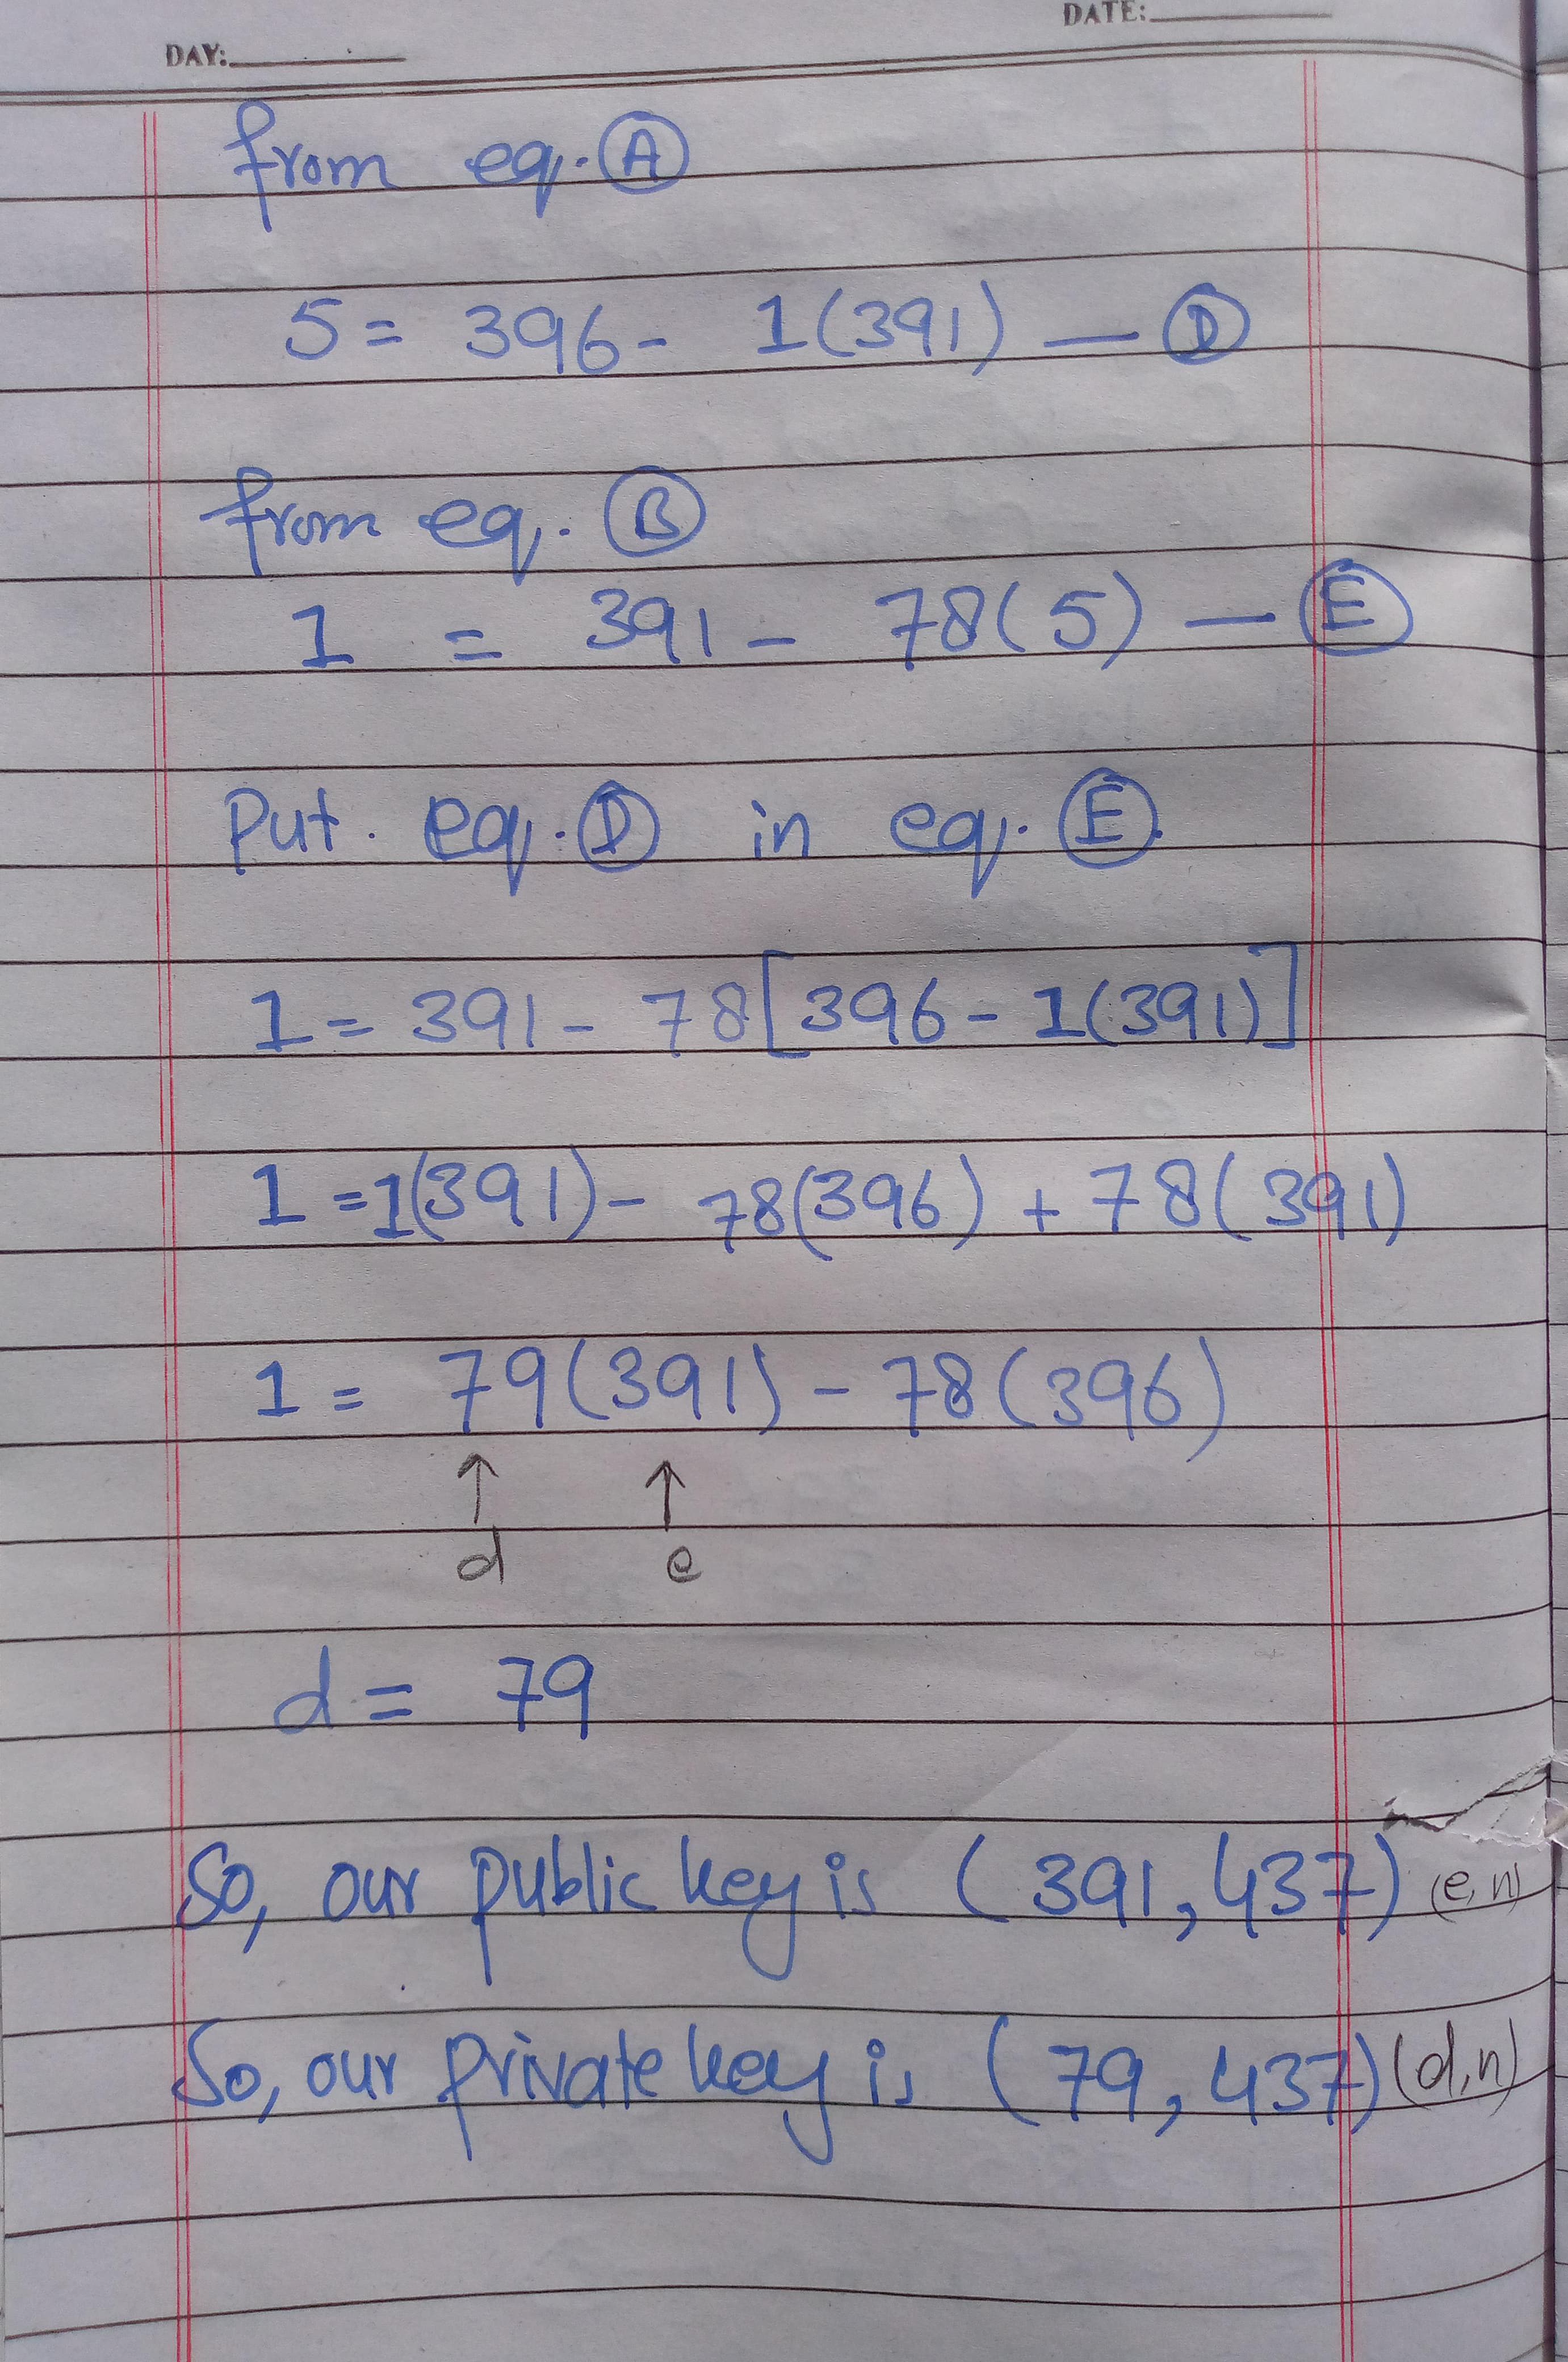 DATE:
DAY:
from eq. Ⓐ
5 = 396 - 1(391) — Ⓓ
from eq. Ⓑ
1 = 391 - 78(5) — Ⓔ
Put. eq. Ⓓ in eq. Ⓔ.
1 = 391 - 78[396 - 1(391)]
1 = 1(391) - 78(396) + 78(391)
1 = 79(391) - 78(396)
↑ ↑
d e
d = 79
So, our public key is (391, 437) (e, n)
So, our private key is (79, 437) (d, n)